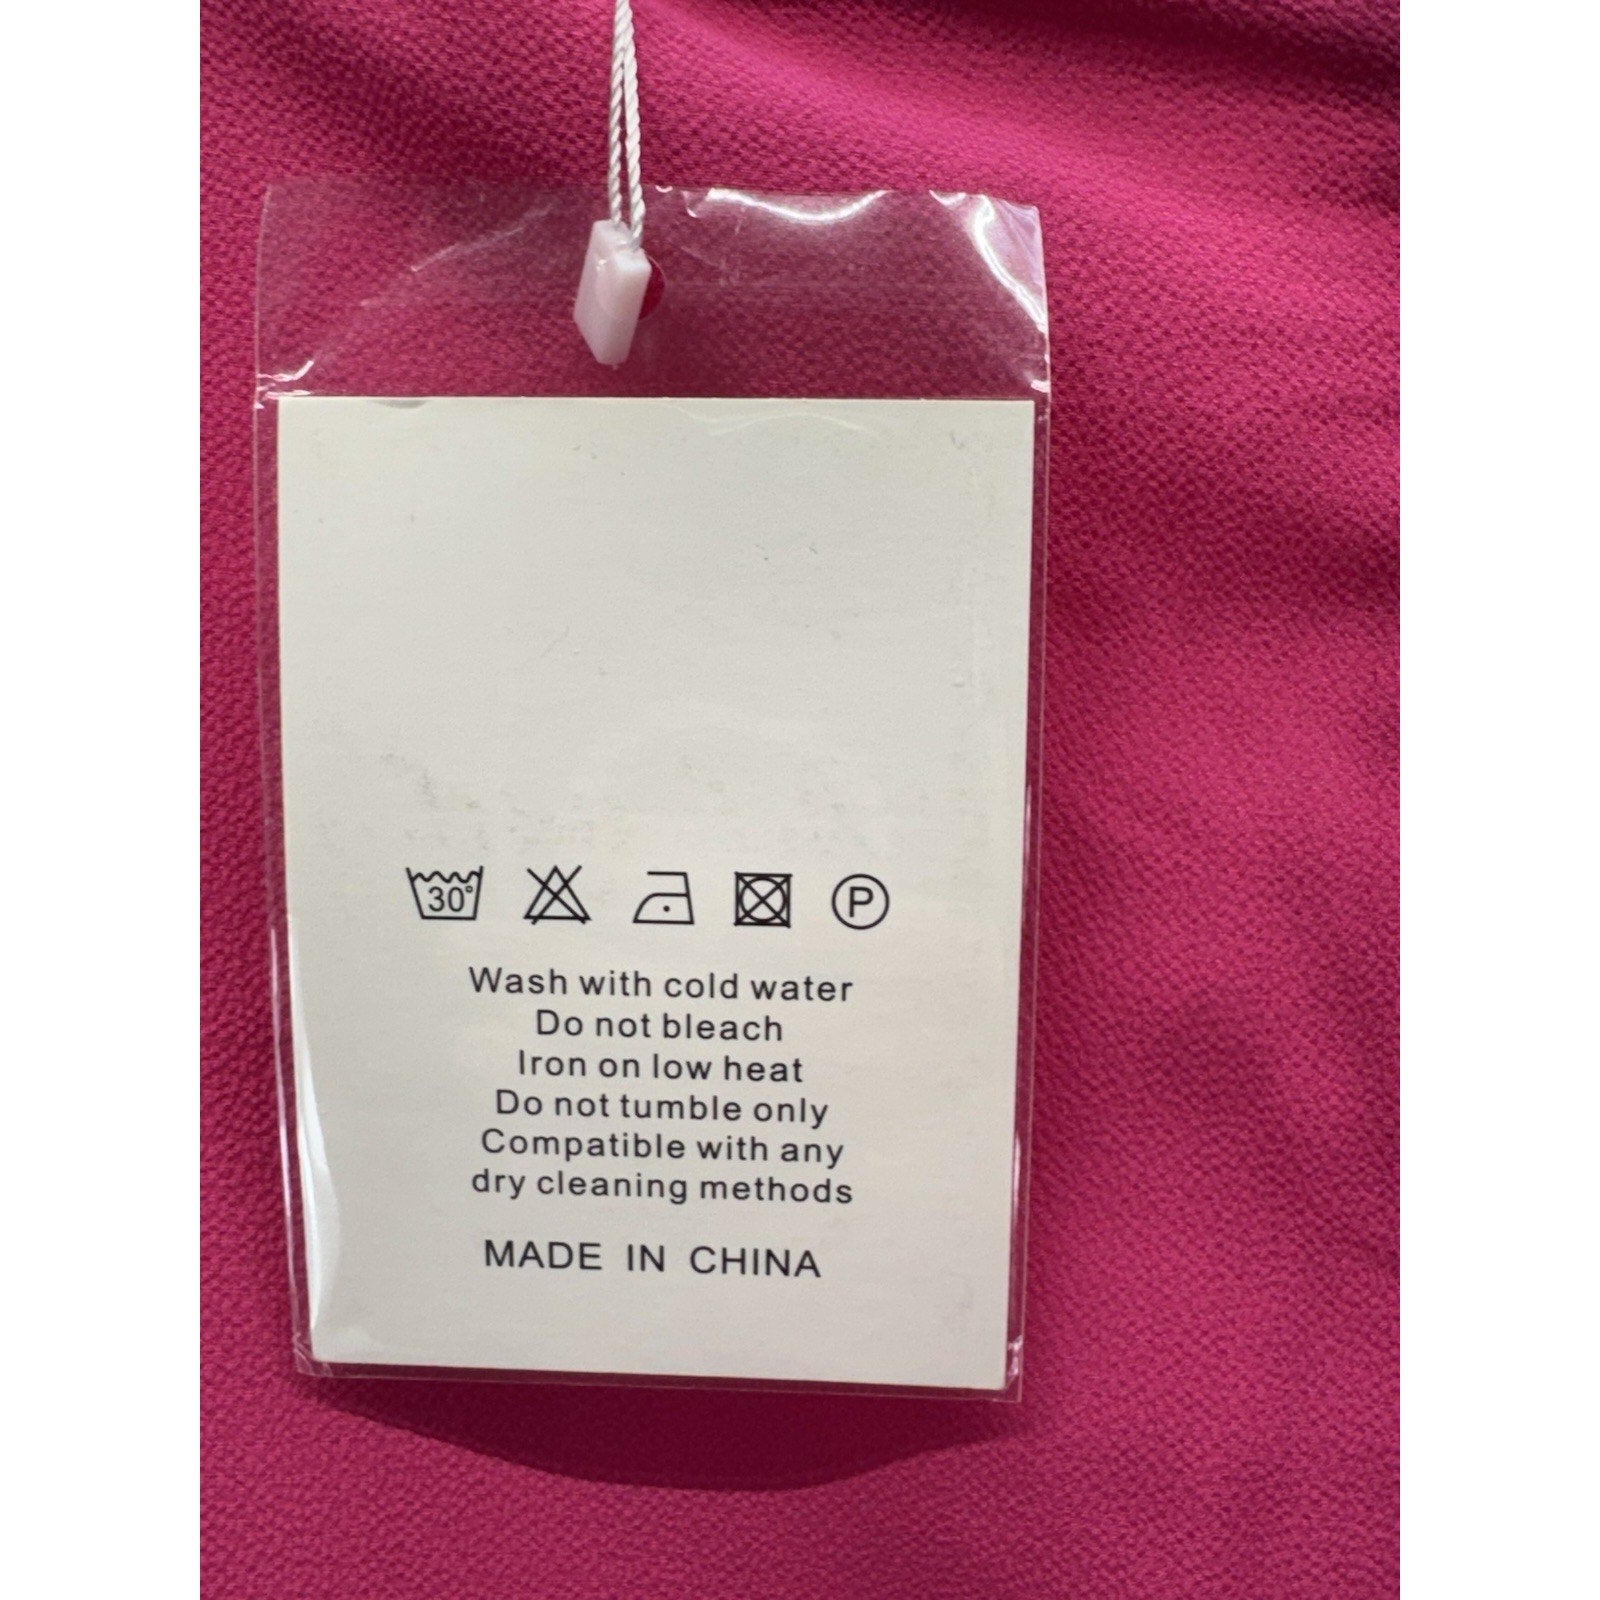 30° P
Wash with cold water
Do not bleach
Iron on low heat
Do not tumble only
Compatible with any
dry cleaning methods
MADE IN CHINA